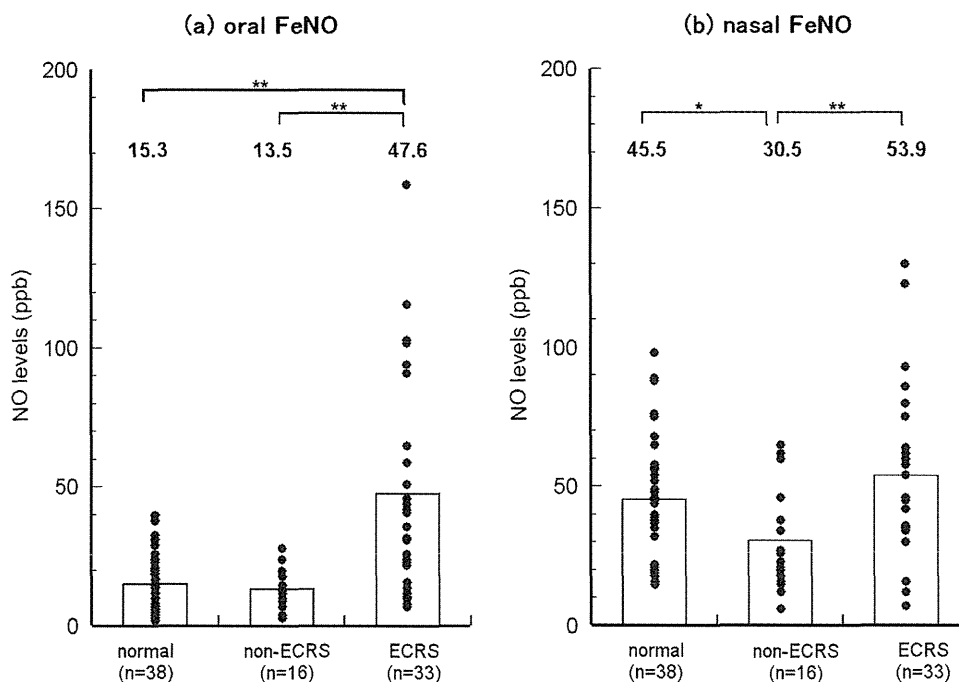 (a) oral FeNO
200
150
100
50
0
NO levels (ppb)
**
**
15.3 13.5 47.6
normal non-ECRS ECRS
(n=38) (n=16) (n=33)
(b) nasal FeNO
200
150
100
50
0
NO levels (ppb)
* **
45.5 30.5 53.9
normal non-ECRS ECRS
(n=38) (n=16) (n=33)